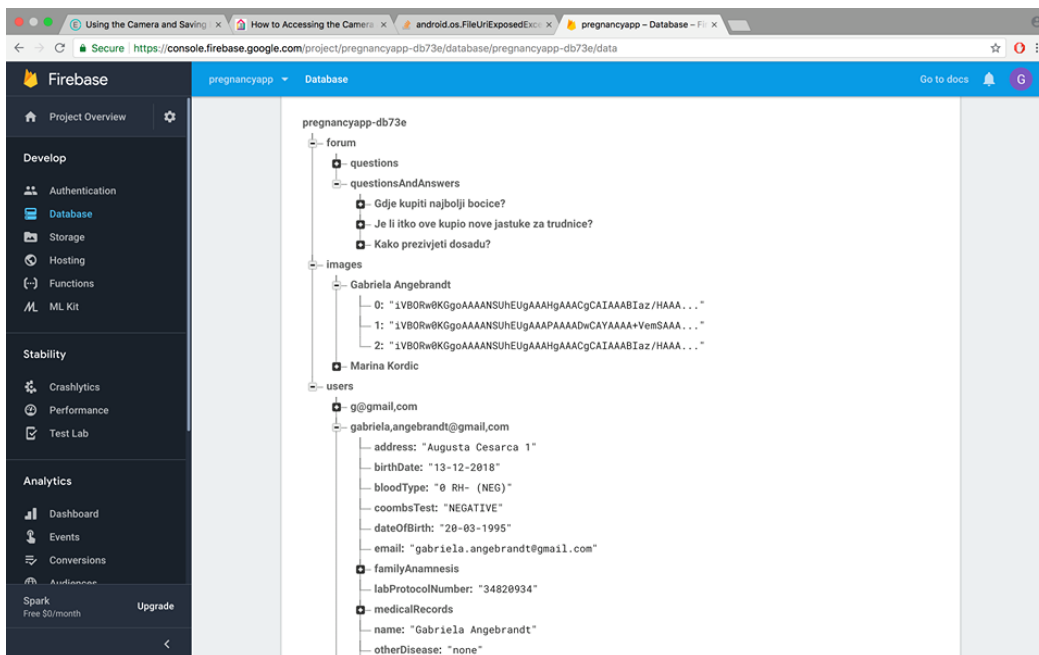 Using the Camera and Saving
How to Accessing the Camera
android.os.FileUriExposedExce
pregnancyapp – Database – Fir
Secure https://console.firebase.google.com/project/pregnancyapp-db73e/database/pregnancyapp-db73e/data
Firebase
pregnancyapp
Database
Go to docs
G
Project Overview
Develop
Authentication
Database
Storage
Hosting
Functions
ML Kit
Stability
Crashlytics
Performance
Test Lab
Analytics
Dashboard
Events
Conversions
Audiences
Spark
Free $0/month
Upgrade
pregnancyapp-db73e
forum
questions
questionsAndAnswers
Gdje kupiti najbolji bocice?
Je li itko ove kupio nove jastuke za trudnice?
Kako prezivjeti dosadu?
images
Gabriela Angebrandt
0: "iVBORw0KGgoAAAANSUhEUgAAAHgAAACgCAIAAABIaz/HAAA..."
1: "iVBORw0KGgoAAAANSUhEUgAAAPAAAADwCAYAAAA+VemSAAA..."
2: "iVBORw0KGgoAAAANSUhEUgAAAHgAAACgCAIAAABIaz/HAAA..."
Marina Kordic
users
g@gmail,com
gabriela,angebrandt@gmail,com
address: "Augusta Cesarca 1"
birthDate: "13-12-2018"
bloodType: "0 RH- (NEG)"
coombsTest: "NEGATIVE"
dateOfBirth: "20-03-1995"
email: "gabriela.angebrandt@gmail.com"
familyAnamnesis
labProtocolNumber: "34820934"
medicalRecords
name: "Gabriela Angebrandt"
otherDisease: "none"